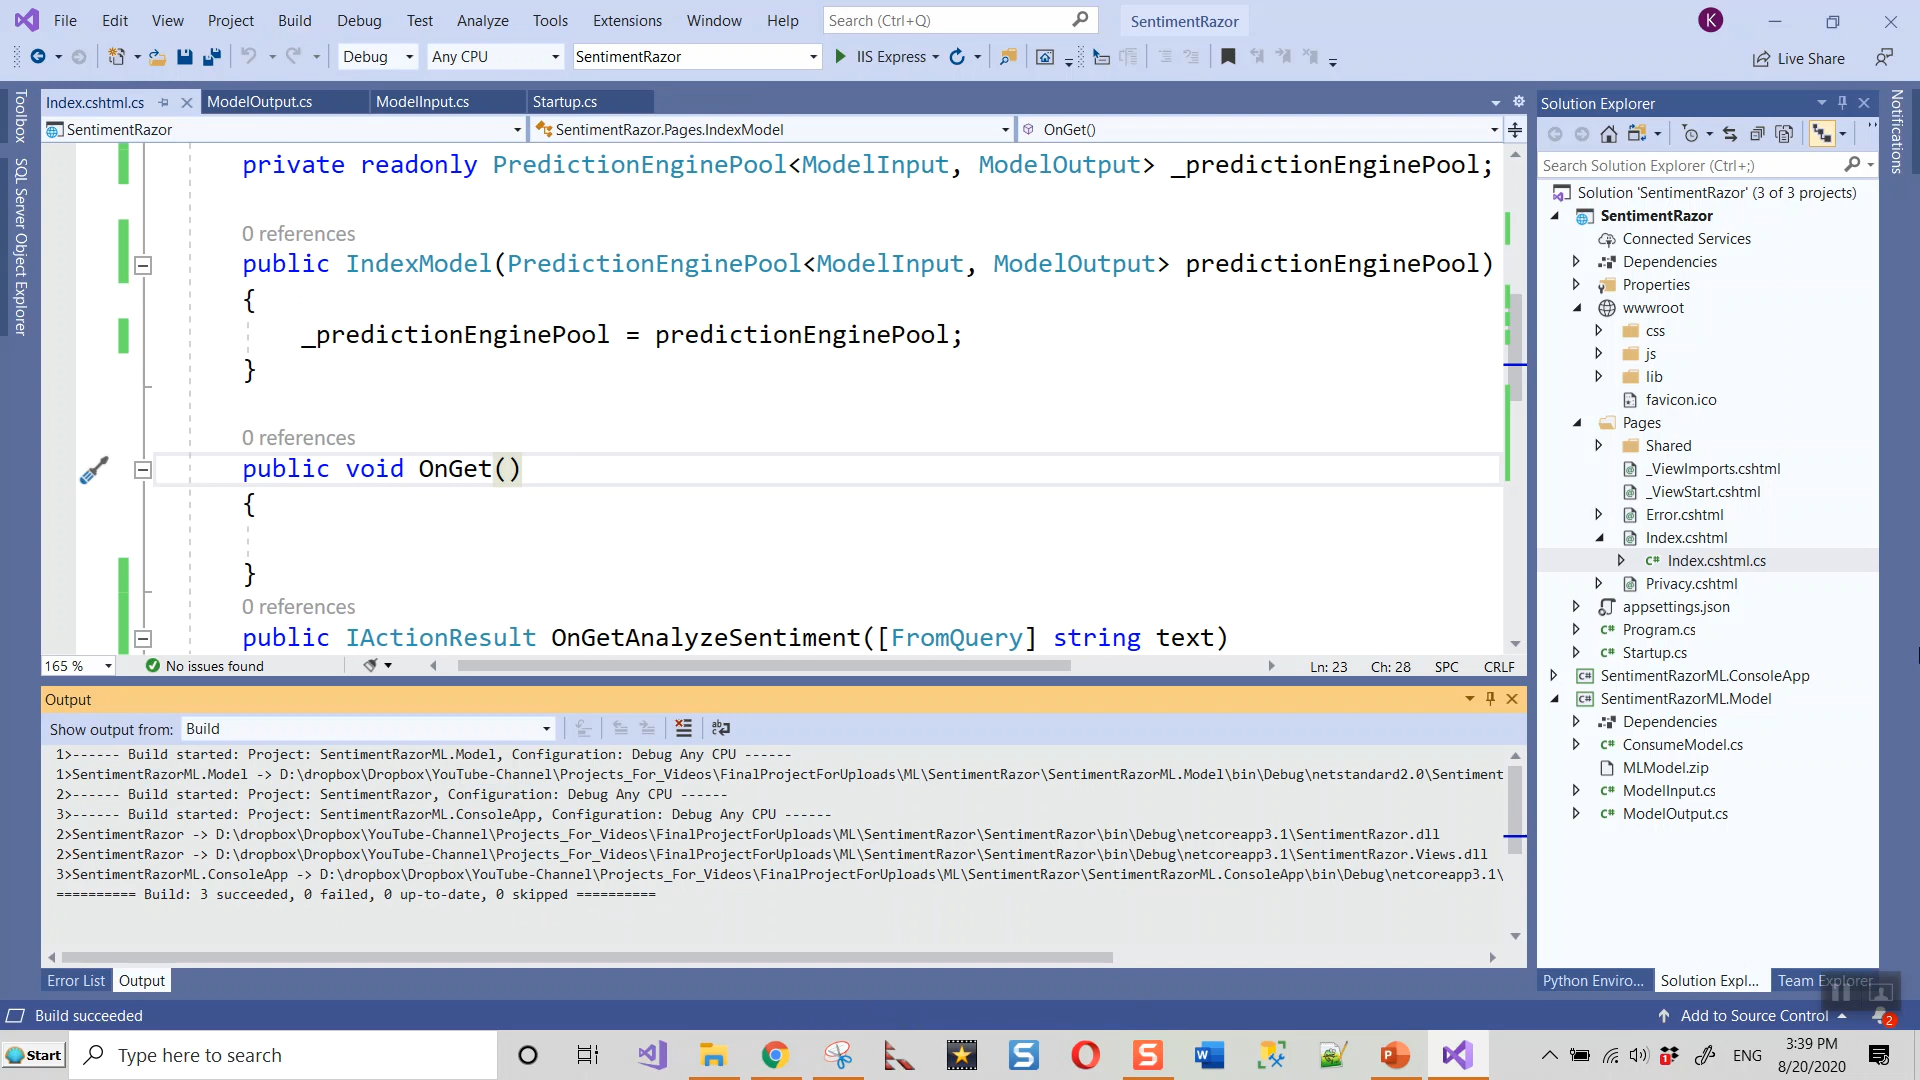 File Edit View Project Build Debug Test Analyze Tools Extensions Window Help Search (Ctrl+Q) SentimentRazor K
Debug Any CPU SentimentRazor IIS Express Live Share
Toolbox
SQL Server Object Explorer
Index.cshtml.cs ModelOutput.cs ModelInput.cs Startup.cs
SentimentRazor SentimentRazor.Pages.IndexModel OnGet()
private readonly PredictionEnginePool<ModelInput, ModelOutput> _predictionEnginePool;
0 references
public IndexModel(PredictionEnginePool<ModelInput, ModelOutput> predictionEnginePool)
{
_predictionEnginePool = predictionEnginePool;
}
0 references
public void OnGet()
{
}
0 references
public IActionResult OnGetAnalyzeSentiment([FromQuery] string text)
165 % No issues found Ln: 23 Ch: 28 SPC CRLF
Output
Show output from: Build
1>------ Build started: Project: SentimentRazorML.Model, Configuration: Debug Any CPU ------
1>SentimentRazorML.Model -> D:\dropbox\Dropbox\YouTube-Channel\Projects_For_Videos\FinalProjectForUploads\ML\SentimentRazor\SentimentRazorML.Model\bin\Debug\netstandard2.0\Sentiment
2>------ Build started: Project: SentimentRazor, Configuration: Debug Any CPU ------
3>------ Build started: Project: SentimentRazorML.ConsoleApp, Configuration: Debug Any CPU ------
2>SentimentRazor -> D:\dropbox\Dropbox\YouTube-Channel\Projects_For_Videos\FinalProjectForUploads\ML\SentimentRazor\SentimentRazor\bin\Debug\netcoreapp3.1\SentimentRazor.dll
2>SentimentRazor -> D:\dropbox\Dropbox\YouTube-Channel\Projects_For_Videos\FinalProjectForUploads\ML\SentimentRazor\SentimentRazor\bin\Debug\netcoreapp3.1\SentimentRazor.Views.dll
3>SentimentRazorML.ConsoleApp -> D:\dropbox\Dropbox\YouTube-Channel\Projects_For_Videos\FinalProjectForUploads\ML\SentimentRazor\SentimentRazorML.ConsoleApp\bin\Debug\netcoreapp3.1\
========== Build: 3 succeeded, 0 failed, 0 up-to-date, 0 skipped ==========
Error List Output
Solution Explorer
Search Solution Explorer (Ctrl+;)
Solution 'SentimentRazor' (3 of 3 projects)
SentimentRazor
Connected Services
Dependencies
Properties
wwwroot
css
js
lib
favicon.ico
Pages
Shared
_ViewImports.cshtml
_ViewStart.cshtml
Error.cshtml
Index.cshtml
Index.cshtml.cs
Privacy.cshtml
appsettings.json
Program.cs
Startup.cs
SentimentRazorML.ConsoleApp
SentimentRazorML.Model
Dependencies
ConsumeModel.cs
MLModel.zip
ModelInput.cs
ModelOutput.cs
Python Enviro... Solution Expl... Team Explorer
Notifications
Build succeeded Add to Source Control 2
Start Type here to search ENG 3:39 PM
8/20/2020